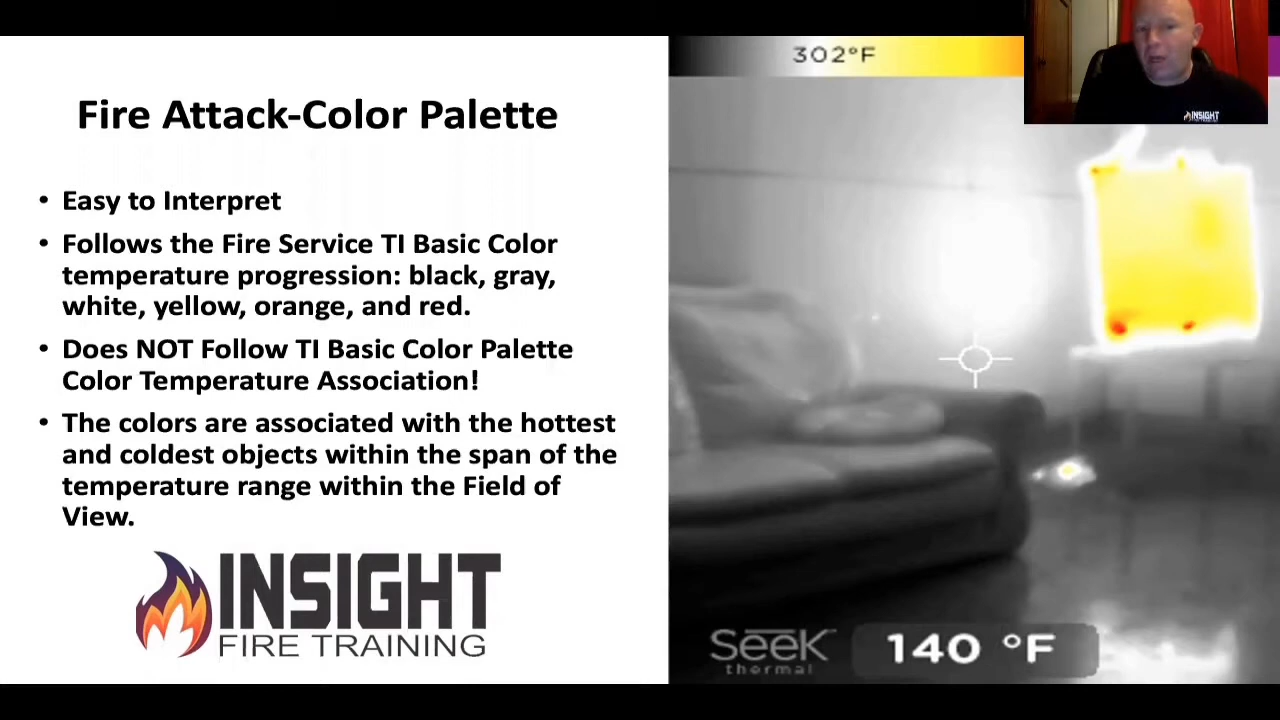 302°F
INSIGHT
Fire Attack-Color Palette
• Easy to Interpret
• Follows the Fire Service TI Basic Color
temperature progression: black, gray,
white, yellow, orange, and red.
• Does NOT Follow TI Basic Color Palette
Color Temperature Association!
• The colors are associated with the hottest
and coldest objects within the span of the
temperature range within the Field of
View.
INSIGHT
FIRE TRAINING
Seek
thermal
140 °F